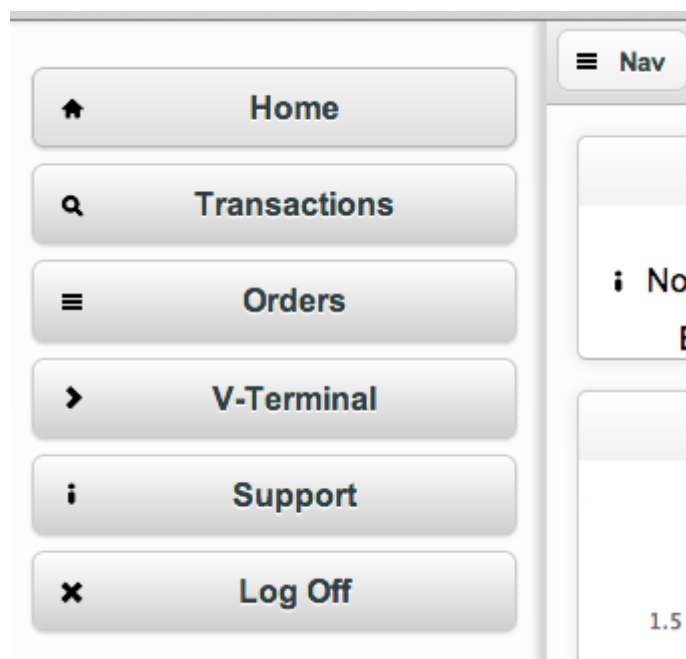 Home
Transactions
Orders
V-Terminal
Support
Log Off
Nav
No
1.5